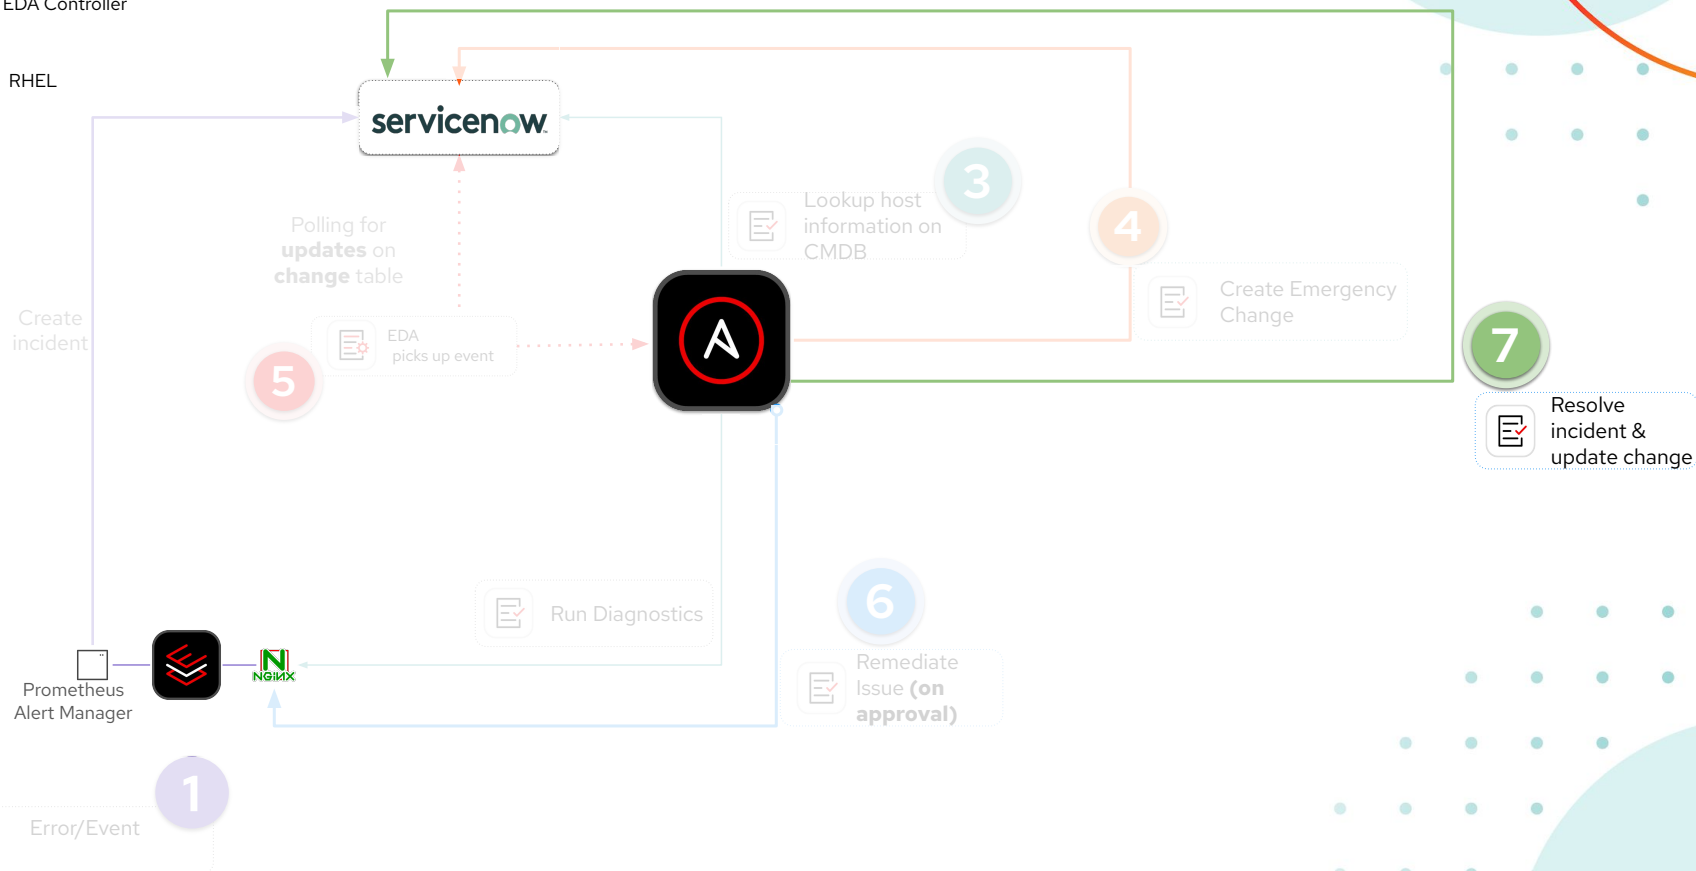 EDA Controller
RHEL
servicenow
3
Lookup host
information on
CMDB
4
Polling for
updates on
change table
Create Emergency
Change
Create
incident
EDA
picks up event
5
7
Resolve
incident &
update change
6
Run Diagnostics
Remediate
Issue (on
approval)
NGINX
Prometheus
Alert Manager
1
Error/Event